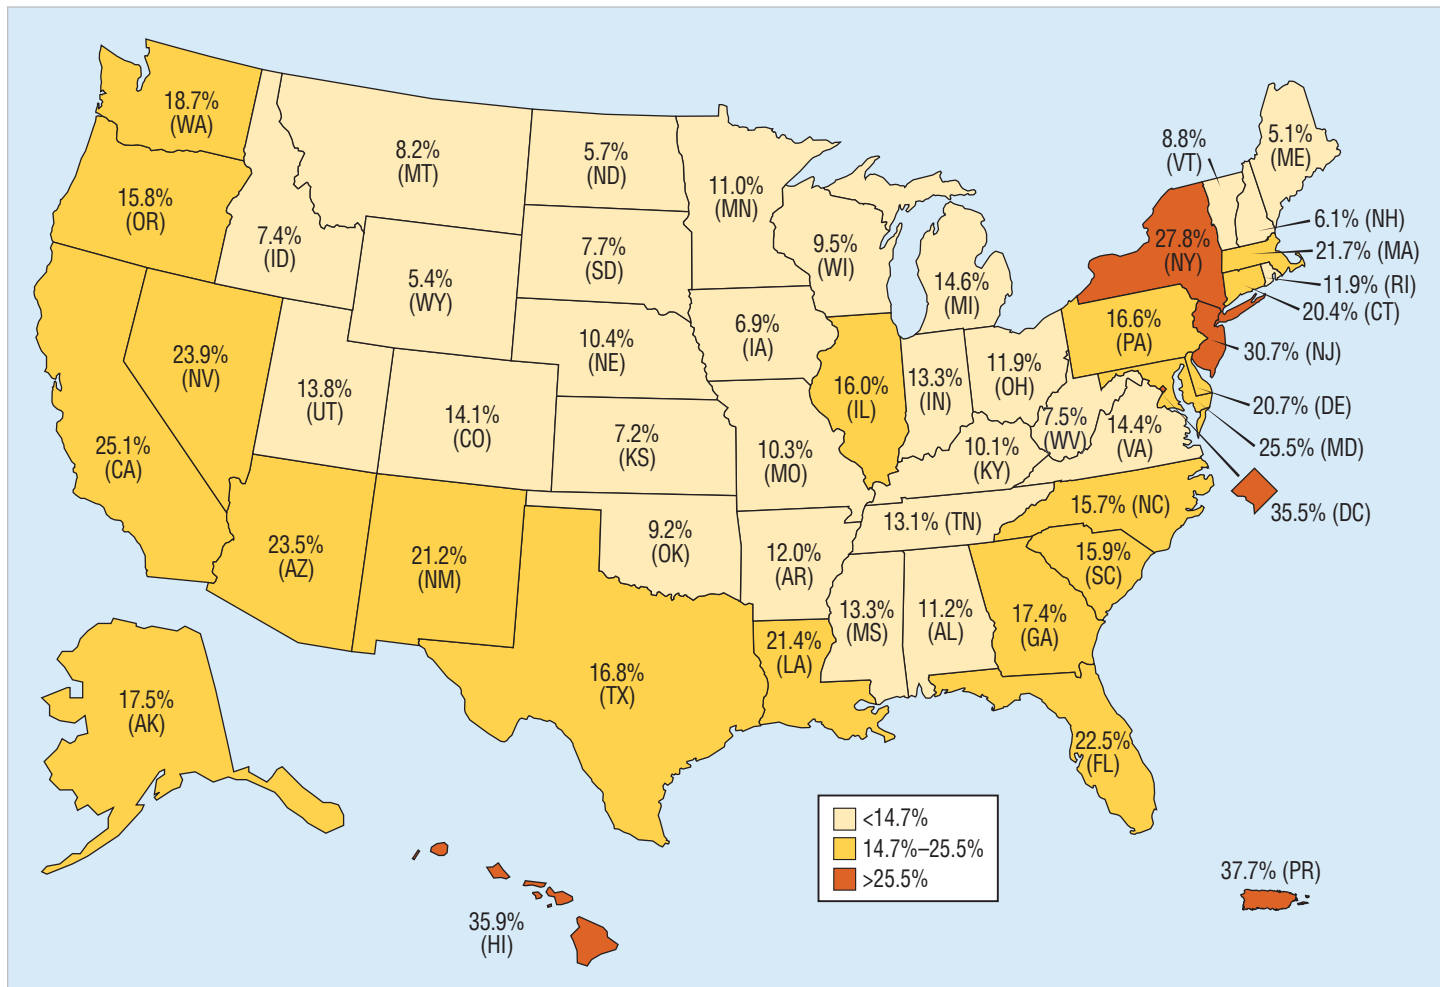 18.7%
(WA)
15.8%
(OR)
25.1%
(CA)
23.9%
(NV)
7.4%
(ID)
8.2%
(MT)
5.4%
(WY)
13.8%
(UT)
14.1%
(CO)
23.5%
(AZ)
21.2%
(NM)
5.7%
(ND)
7.7%
(SD)
10.4%
(NE)
7.2%
(KS)
9.2%
(OK)
16.8%
(TX)
11.0%
(MN)
6.9%
(IA)
10.3%
(MO)
12.0%
(AR)
21.4%
(LA)
9.5%
(WI)
16.0%
(IL)
14.6%
(MI)
13.3%
(IN)
11.9%
(OH)
10.1%
(KY)
13.1% (TN)
13.3%
(MS)
11.2%
(AL)
17.4%
(GA)
22.5%
(FL)
15.9%
(SC)
15.7% (NC)
14.4%
(VA)
7.5%
(WV)
16.6%
(PA)
27.8%
(NY)
8.8%
(VT)
5.1%
(ME)
6.1% (NH)
21.7% (MA)
11.9% (RI)
20.4% (CT)
30.7% (NJ)
20.7% (DE)
25.5% (MD)
35.5% (DC)
17.5%
(AK)
35.9%
(HI)
37.7% (PR)
<14.7%
14.7%–25.5%
>25.5%